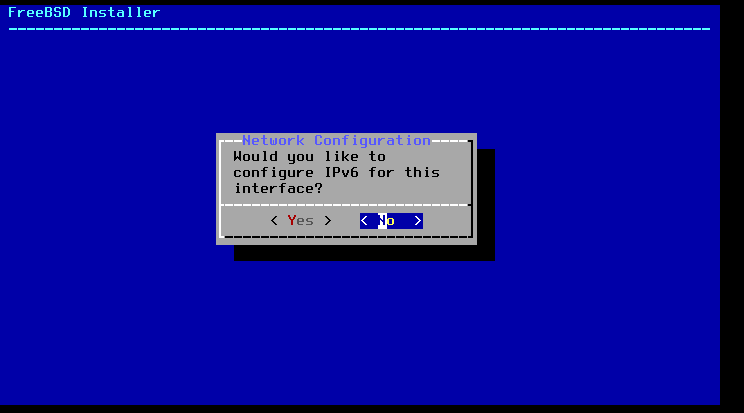 FreeBSD Installer
Network Configuration
Would you like to
configure IPv6 for this
interface?
< Yes > < No >